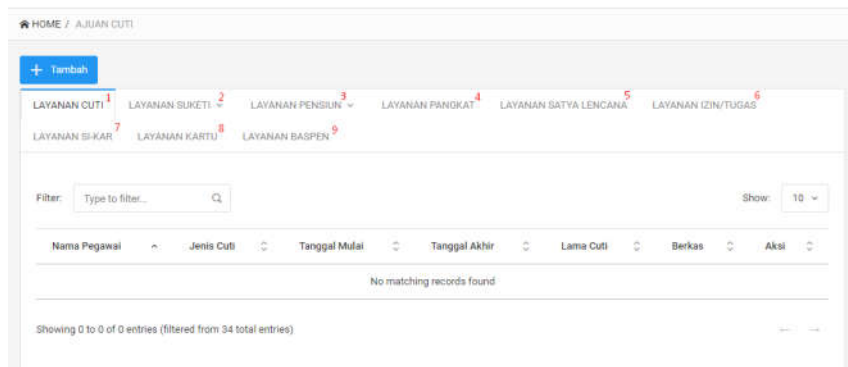 HOME / AJUAN CUTI
+ Tambah
LAYANAN CUTI 1 LAYANAN SUKETI 2 LAYANAN PENSIUN 3 LAYANAN PANGKAT 4 LAYANAN SATYA LENCANA 5 LAYANAN IZIN/TUGAS 6
LAYANAN SI-KAR 7 LAYANAN KARTU 8 LAYANAN BASPEN 9
Filter: Type to filter... Show: 10
Nama Pegawai Jenis Cuti Tanggal Mulai Tanggal Akhir Lama Cuti Berkas Aksi
No matching records found
Showing 0 to 0 of 0 entries (filtered from 34 total entries)